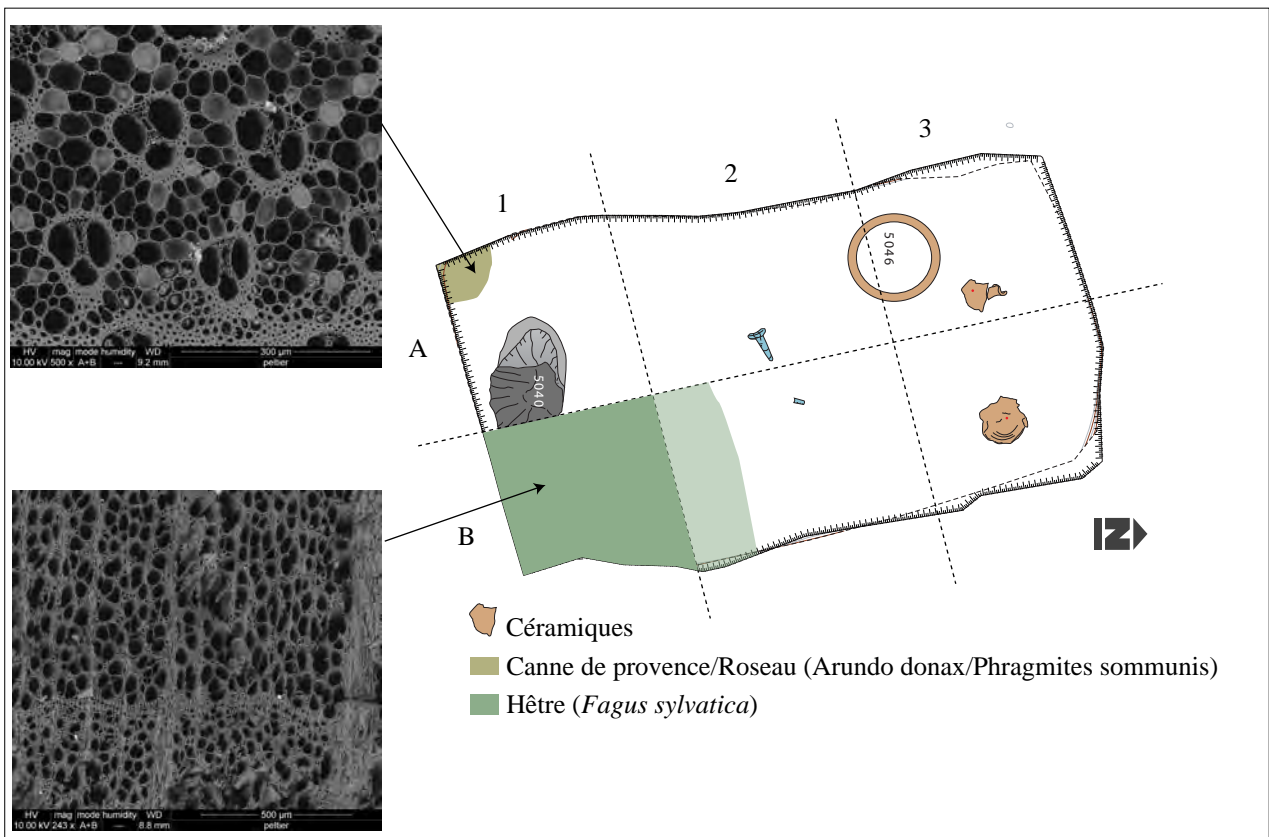 HV mag mode humidity WD 300 µm
10.00 kV 500 x A+B --- 9.2 mm peltier
1
2
3
A
B
5046
5040
N
Céramiques
Canne de provence/Roseau (Arundo donax/Phragmites sommunis)
Hêtre (Fagus sylvatica)
HV mag mode humidity WD 500 µm
10.00 kV 243 x A+B --- 8.8 mm peltier